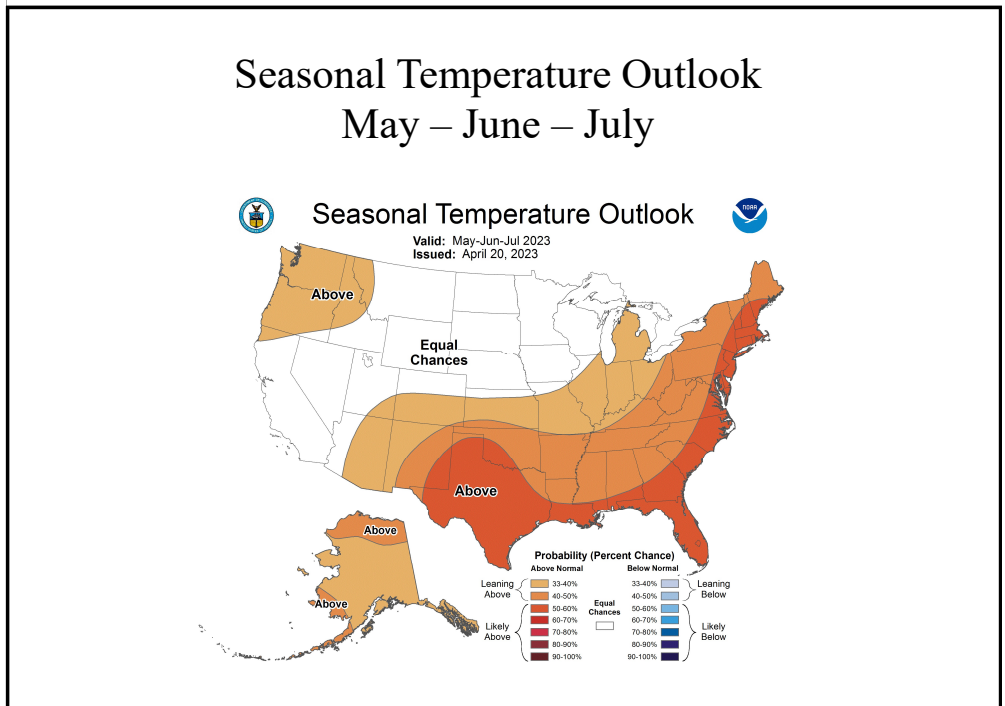 Seasonal Temperature Outlook
May – June – July
Seasonal Temperature Outlook
NOAA
Valid: May-Jun-Jul 2023
Issued: April 20, 2023
Above
Equal
Chances
Above
Above
Above
Probability (Percent Chance)
Above Normal
Below Normal
Leaning
Above
33-40%
40-50%
Likely
Above
50-60%
60-70%
70-80%
80-90%
90-100%
Equal
Chances
33-40%
40-50%
Leaning
Below
50-60%
60-70%
70-80%
80-90%
90-100%
Likely
Below